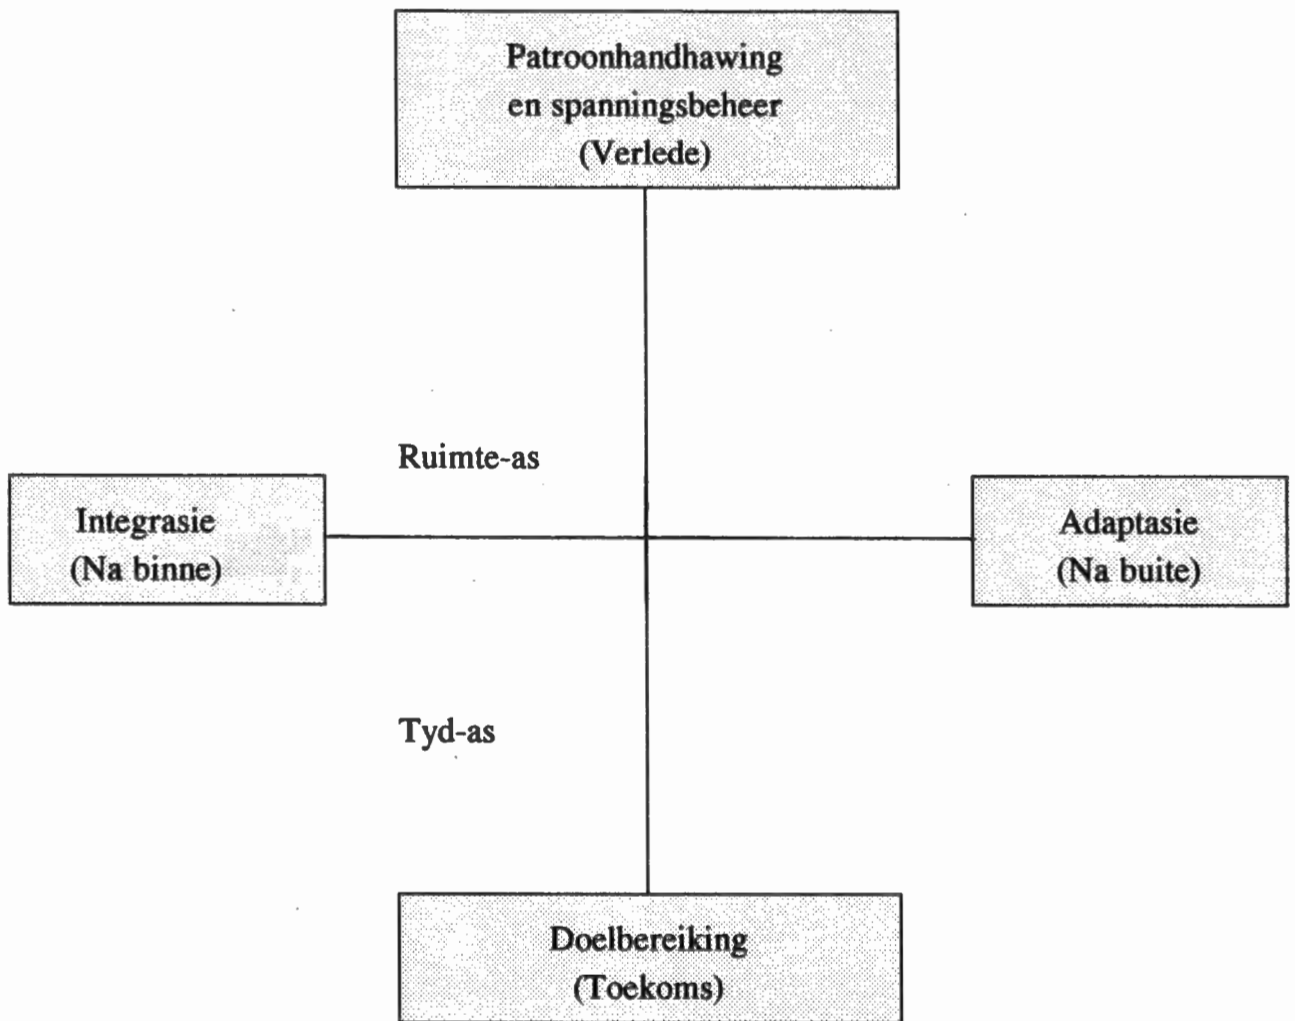 Patroonhandhawing
en spanningsbeheer
(Verlede)
Ruimte-as
Integrasie
(Na binne)
Adaptasie
(Na buite)
Tyd-as
Doelbereiking
(Toekoms)